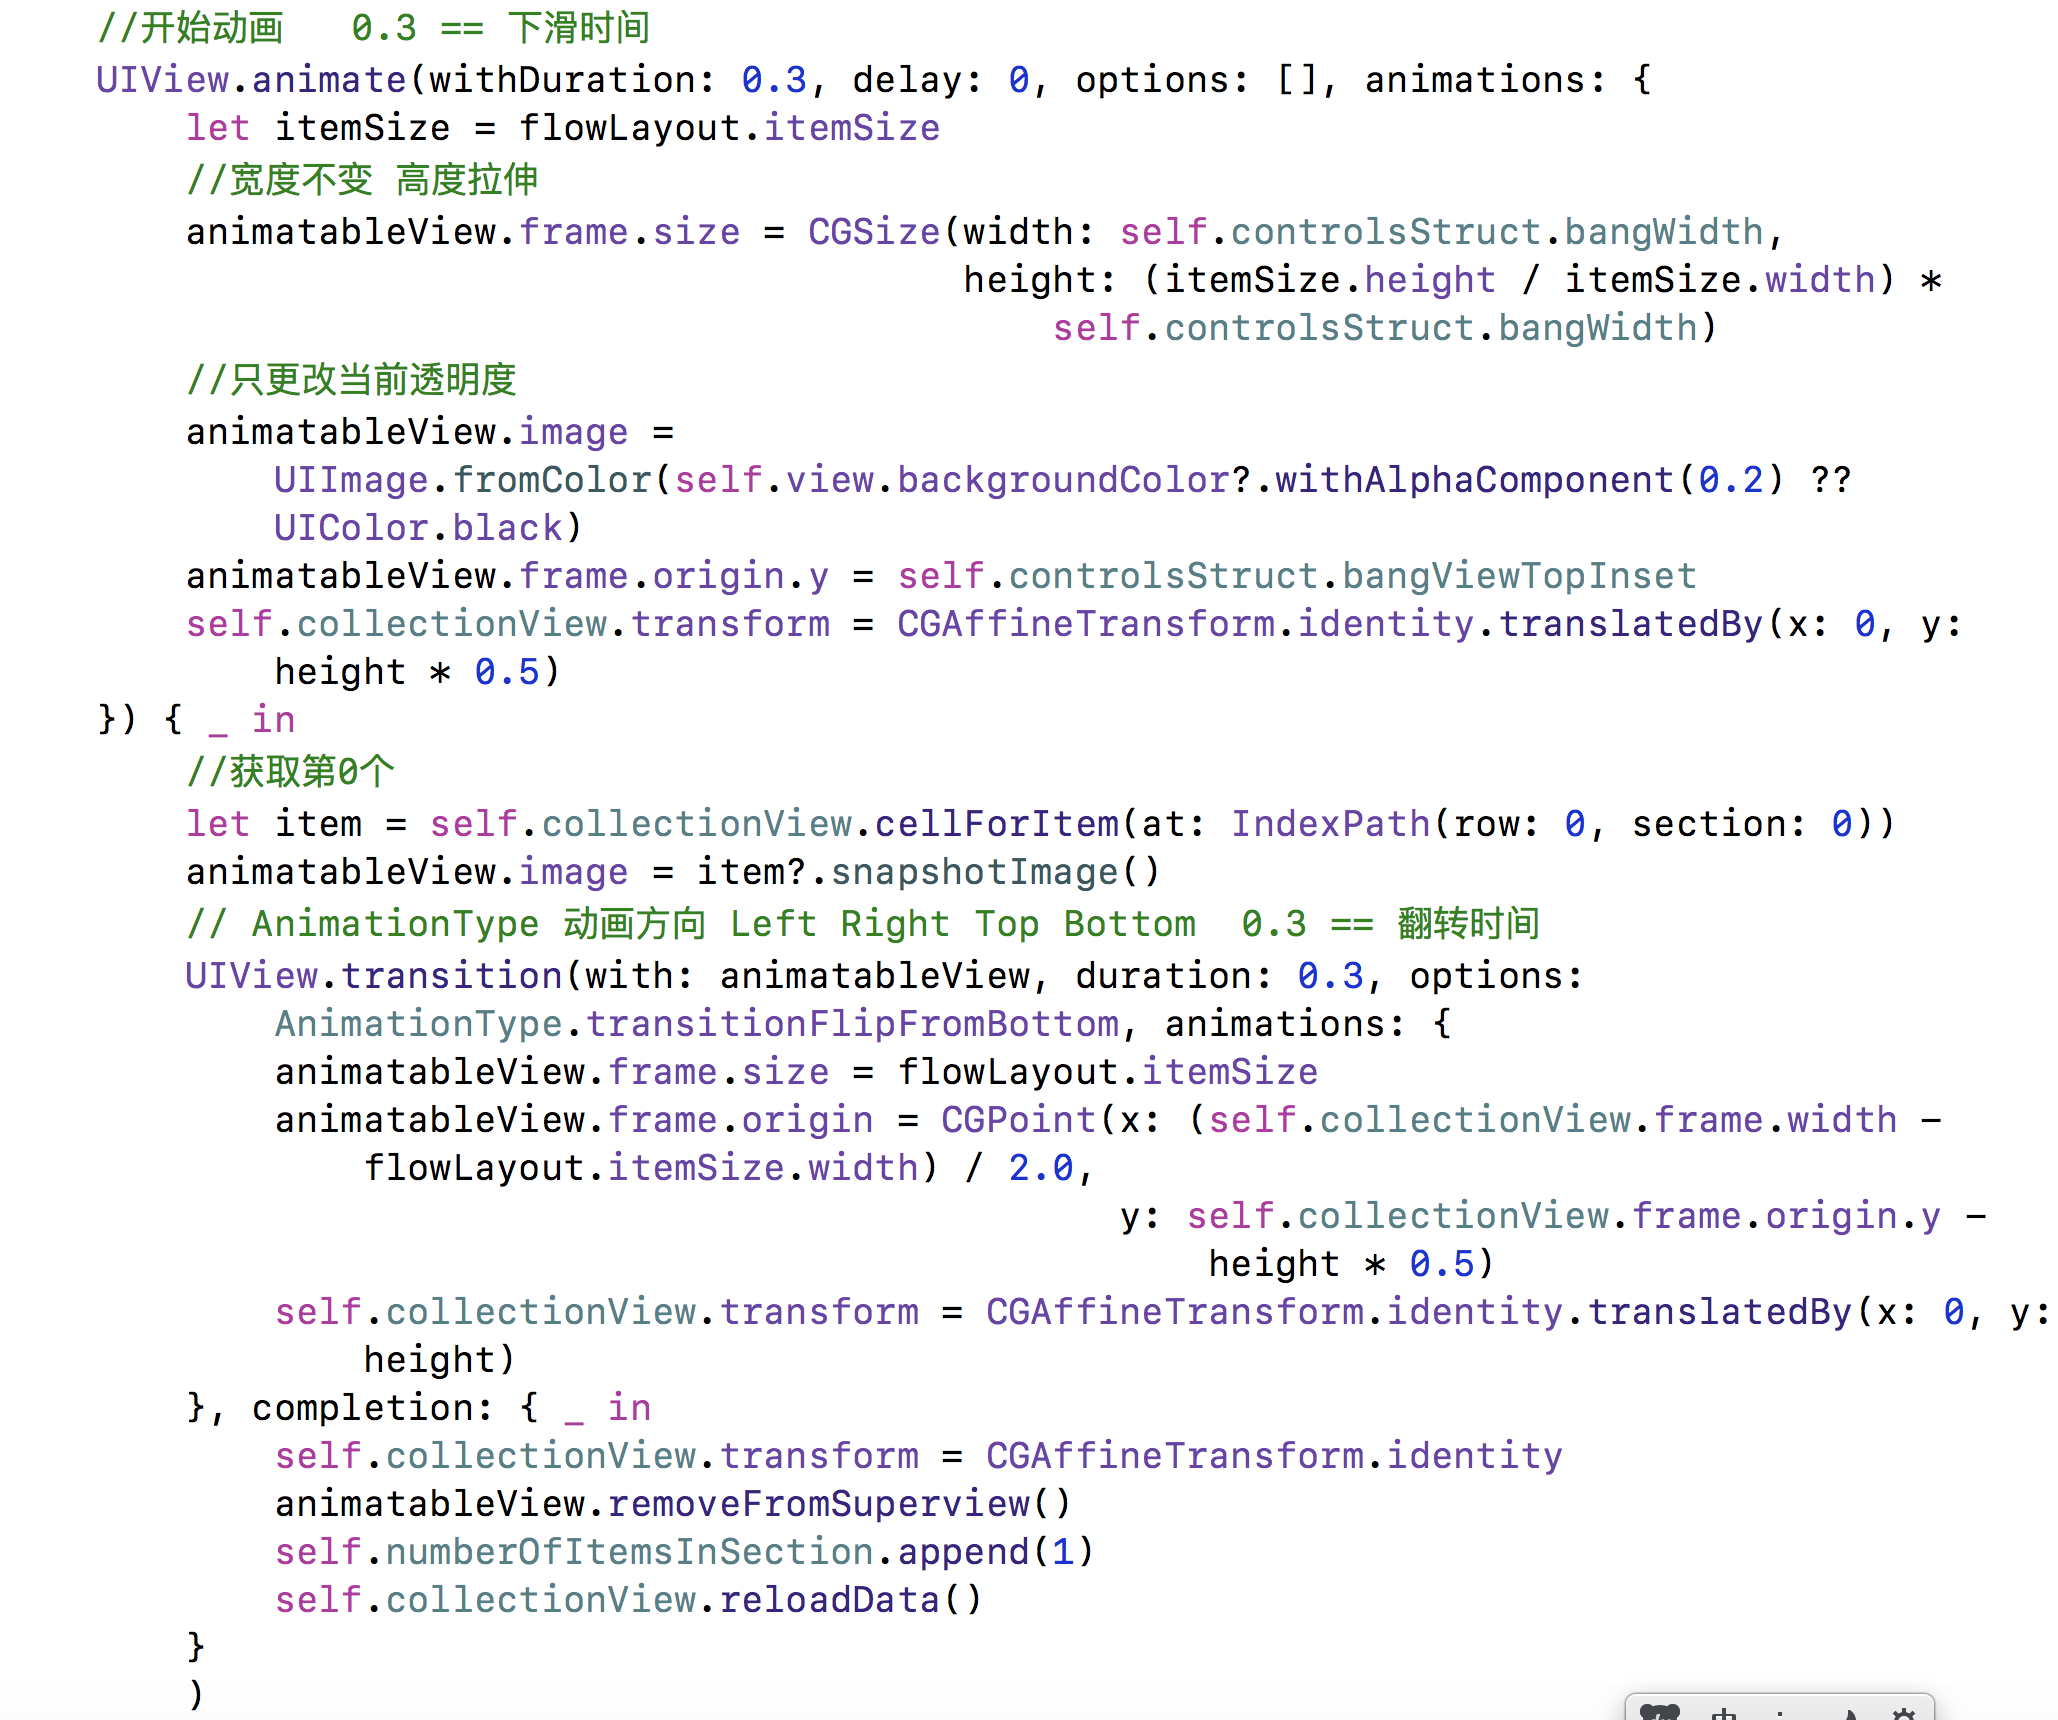 //开始动画   0.3 == 下滑时间
UIView.animate(withDuration: 0.3, delay: 0, options: [], animations: {
    let itemSize = flowLayout.itemSize
    //宽度不变 高度拉伸
    animatableView.frame.size = CGSize(width: self.controlsStruct.bangWidth,
                                       height: (itemSize.height / itemSize.width) *
                                           self.controlsStruct.bangWidth)
    //只更改当前透明度
    animatableView.image =
        UIImage.fromColor(self.view.backgroundColor?.withAlphaComponent(0.2) ??
        UIColor.black)
    animatableView.frame.origin.y = self.controlsStruct.bangViewTopInset
    self.collectionView.transform = CGAffineTransform.identity.translatedBy(x: 0, y:
        height * 0.5)
}) { _ in
    //获取第0个
    let item = self.collectionView.cellForItem(at: IndexPath(row: 0, section: 0))
    animatableView.image = item?.snapshotImage()
    // AnimationType 动画方向 Left Right Top Bottom  0.3 == 翻转时间
    UIView.transition(with: animatableView, duration: 0.3, options:
        AnimationType.transitionFlipFromBottom, animations: {
        animatableView.frame.size = flowLayout.itemSize
        animatableView.frame.origin = CGPoint(x: (self.collectionView.frame.width -
            flowLayout.itemSize.width) / 2.0,
                                              y: self.collectionView.frame.origin.y -
                                                  height * 0.5)
        self.collectionView.transform = CGAffineTransform.identity.translatedBy(x: 0, y:
            height)
    }, completion: { _ in
        self.collectionView.transform = CGAffineTransform.identity
        animatableView.removeFromSuperview()
        self.numberOfItemsInSection.append(1)
        self.collectionView.reloadData()
    }
    )